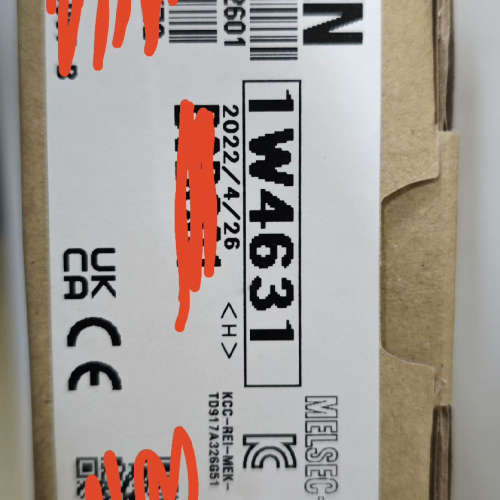 N
2601
1W4631
2022/4/26
<H>
UK
CA
CE
KCC-REI-MEK-
TD917A326G51
MELSEC-